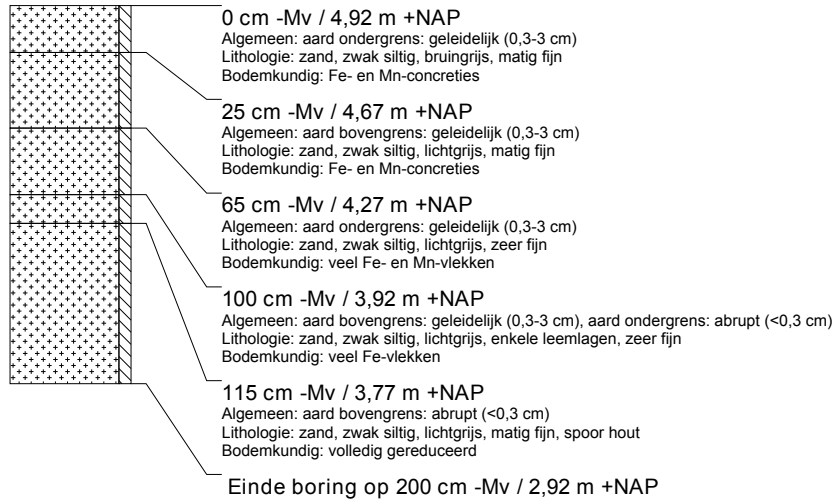 0 cm -Mv / 4,92 m +NAP
Algemeen: aard ondergrens: geleidelijk (0,3-3 cm)
Lithologie: zand, zwak siltig, bruingrijs, matig fijn
Bodemkundig: Fe- en Mn-concreties
25 cm -Mv / 4,67 m +NAP
Algemeen: aard bovengrens: geleidelijk (0,3-3 cm)
Lithologie: zand, zwak siltig, lichtgrijs, matig fijn
Bodemkundig: Fe- en Mn-concreties
65 cm -Mv / 4,27 m +NAP
Algemeen: aard ondergrens: geleidelijk (0,3-3 cm)
Lithologie: zand, zwak siltig, lichtgrijs, zeer fijn
Bodemkundig: veel Fe- en Mn-vlekken
100 cm -Mv / 3,92 m +NAP
Algemeen: aard bovengrens: geleidelijk (0,3-3 cm), aard ondergrens: abrupt (<0,3 cm)
Lithologie: zand, zwak siltig, lichtgrijs, enkele leemlagen, zeer fijn
Bodemkundig: veel Fe-vlekken
115 cm -Mv / 3,77 m +NAP
Algemeen: aard bovengrens: abrupt (<0,3 cm)
Lithologie: zand, zwak siltig, lichtgrijs, matig fijn, spoor hout
Bodemkundig: volledig gereduceerd
Einde boring op 200 cm -Mv / 2,92 m +NAP